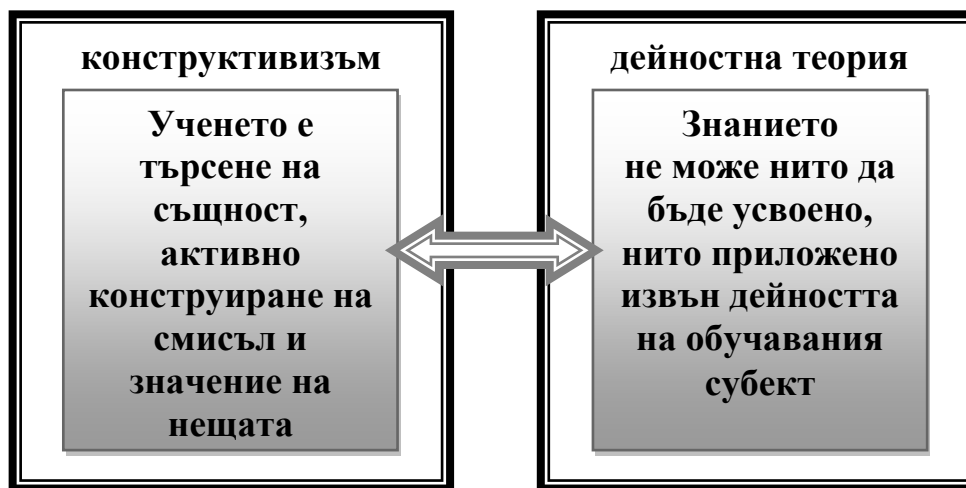 конструктивизъм
Ученето е
търсене на
същност,
активно
конструиране на
смисъл и
значение на
нещата
дейностна теория
Знанието
не може нито да
бъде усвоено,
нито приложено
извън дейността
на обучавания
субект